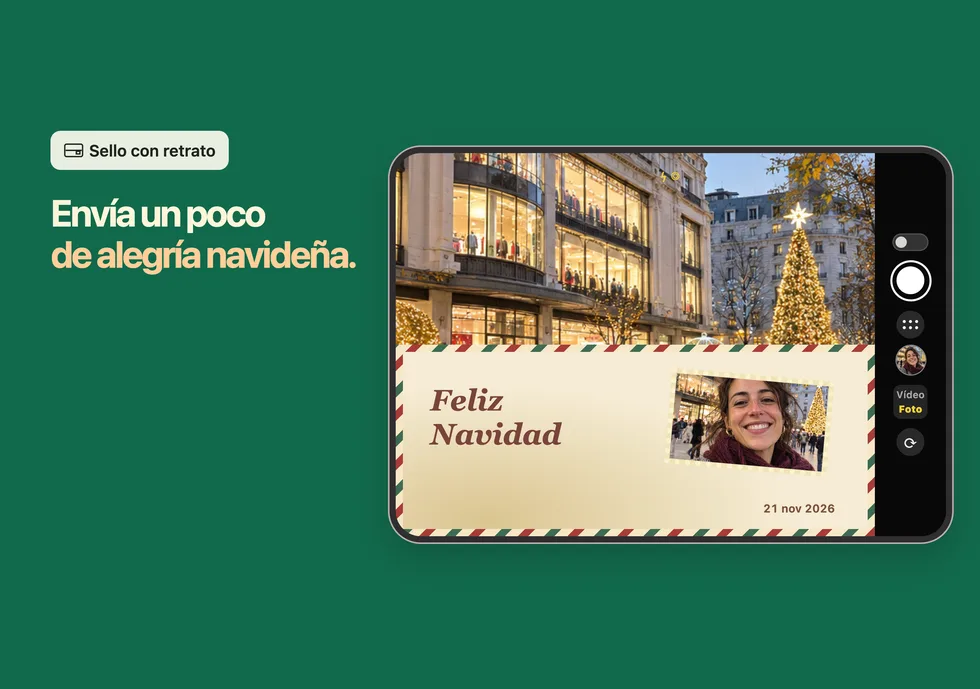 Sello con retrato
Envía un poco
de alegría navideña.
Feliz
Navidad
21 nov 2026
Vídeo
Foto